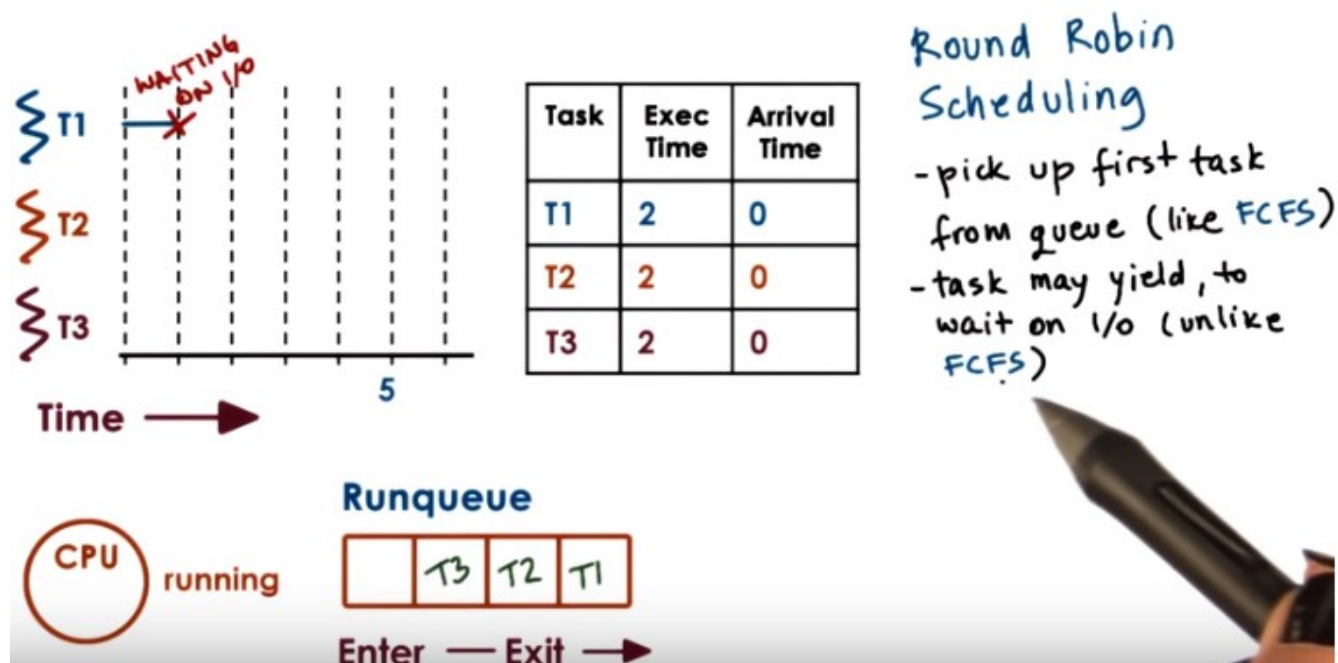 WAITING
ON I/O
T1
T2
T3
5
Time
Task Exec Time Arrival Time
T1 2 0
T2 2 0
T3 2 0
Round Robin
Scheduling
- pick up first task
from queue (like FCFS)
- task may yield, to
wait on I/O (unlike
FCFS)
CPU
running
Runqueue
T3 T2 T1
Enter — Exit